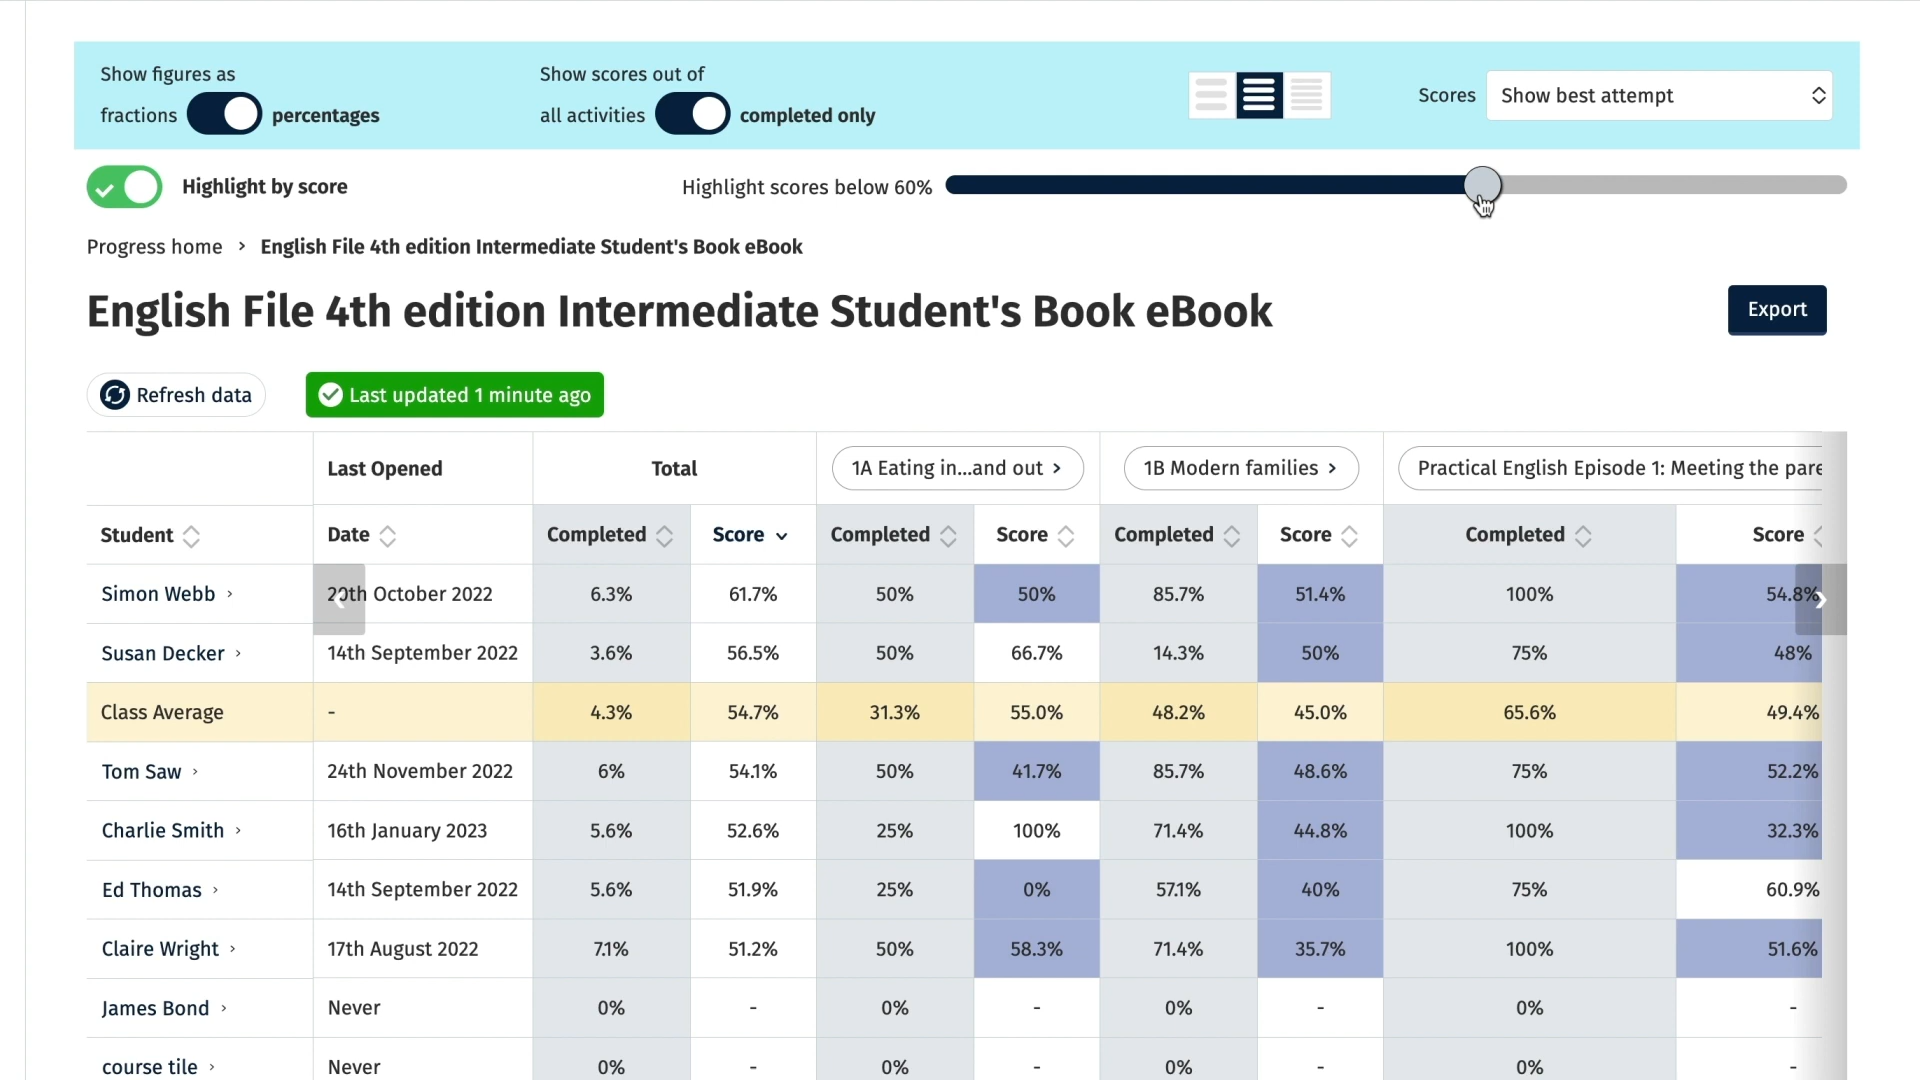 Show figures as
fractions percentages
Show scores out of
all activities completed only
Scores Show best attempt
Highlight by score
Highlight scores below 60%
Progress home > English File 4th edition Intermediate Student's Book eBook
English File 4th edition Intermediate Student's Book eBook
Export
Refresh data
Last updated 1 minute ago
Last Opened Total 1A Eating in...and out > 1B Modern families > Practical English Episode 1: Meeting the pare
Student Date Completed Score Completed Score Completed Score Completed Score
Simon Webb > 20th October 2022 6.3% 61.7% 50% 50% 85.7% 51.4% 100% 54.8%
Susan Decker > 14th September 2022 3.6% 56.5% 50% 66.7% 14.3% 50% 75% 48%
Class Average - 4.3% 54.7% 31.3% 55.0% 48.2% 45.0% 65.6% 49.4%
Tom Saw > 24th November 2022 6% 54.1% 50% 41.7% 85.7% 48.6% 75% 52.2%
Charlie Smith > 16th January 2023 5.6% 52.6% 25% 100% 71.4% 44.8% 100% 32.3%
Ed Thomas > 14th September 2022 5.6% 51.9% 25% 0% 57.1% 40% 75% 60.9%
Claire Wright > 17th August 2022 7.1% 51.2% 50% 58.3% 71.4% 35.7% 100% 51.6%
James Bond > Never 0% - 0% - 0% - 0% -
course tile > Never 0% - 0% - 0% - 0% -